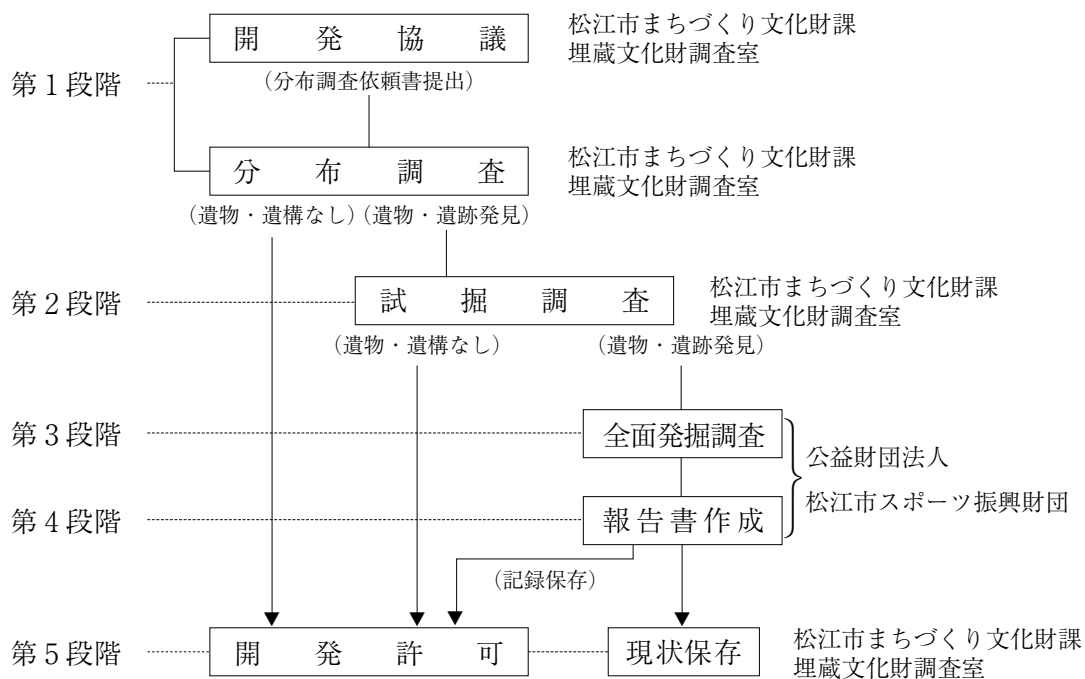 開発協議
松江市まちづくり文化財課
埋蔵文化財調査室
第1段階
（分布調査依頼書提出）
分布調査
松江市まちづくり文化財課
埋蔵文化財調査室
（遺物・遺構なし）（遺物・遺跡発見）
第2段階
試掘調査
松江市まちづくり文化財課
埋蔵文化財調査室
（遺物・遺構なし）
（遺物・遺跡発見）
第3段階
全面発掘調査
公益財団法人
松江市スポーツ振興財団
第4段階
報告書作成
（記録保存）
第5段階
開発許可
現状保存
松江市まちづくり文化財課
埋蔵文化財調査室